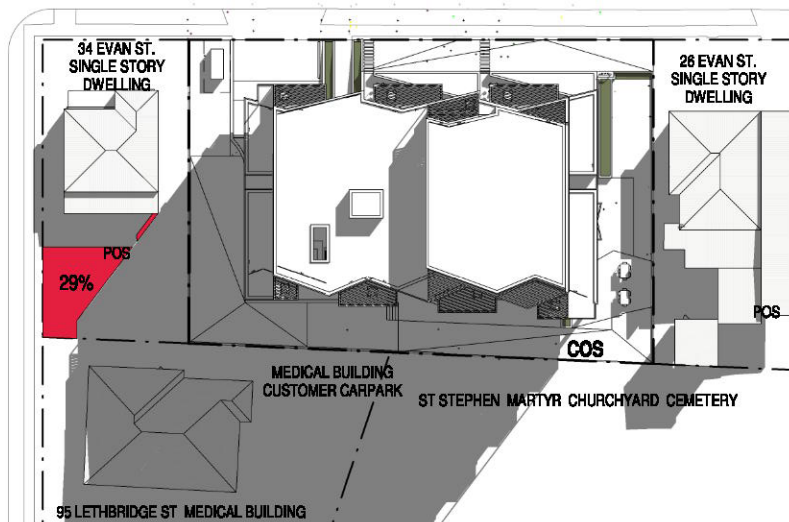 34 EVAN ST.
SINGLE STORY
DWELLING
26 EVAN ST.
SINGLE STORY
DWELLING
POS
29%
POS
COS
MEDICAL BUILDING
CUSTOMER CARPARK
ST STEPHEN MARTYR CHURCHYARD CEMETERY
95 LETHBRIDGE ST MEDICAL BUILDING